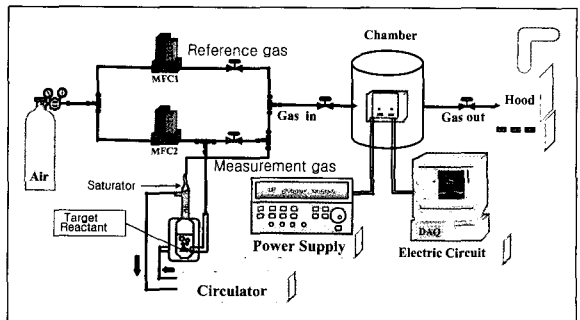 Chamber
Reference gas
MFC1
Hood
Gas in
Gas out
MFC2
Air
Measurement gas
Saturator
Target
Reactant
DAQ
Power Supply
Electric Circuit
Circulator